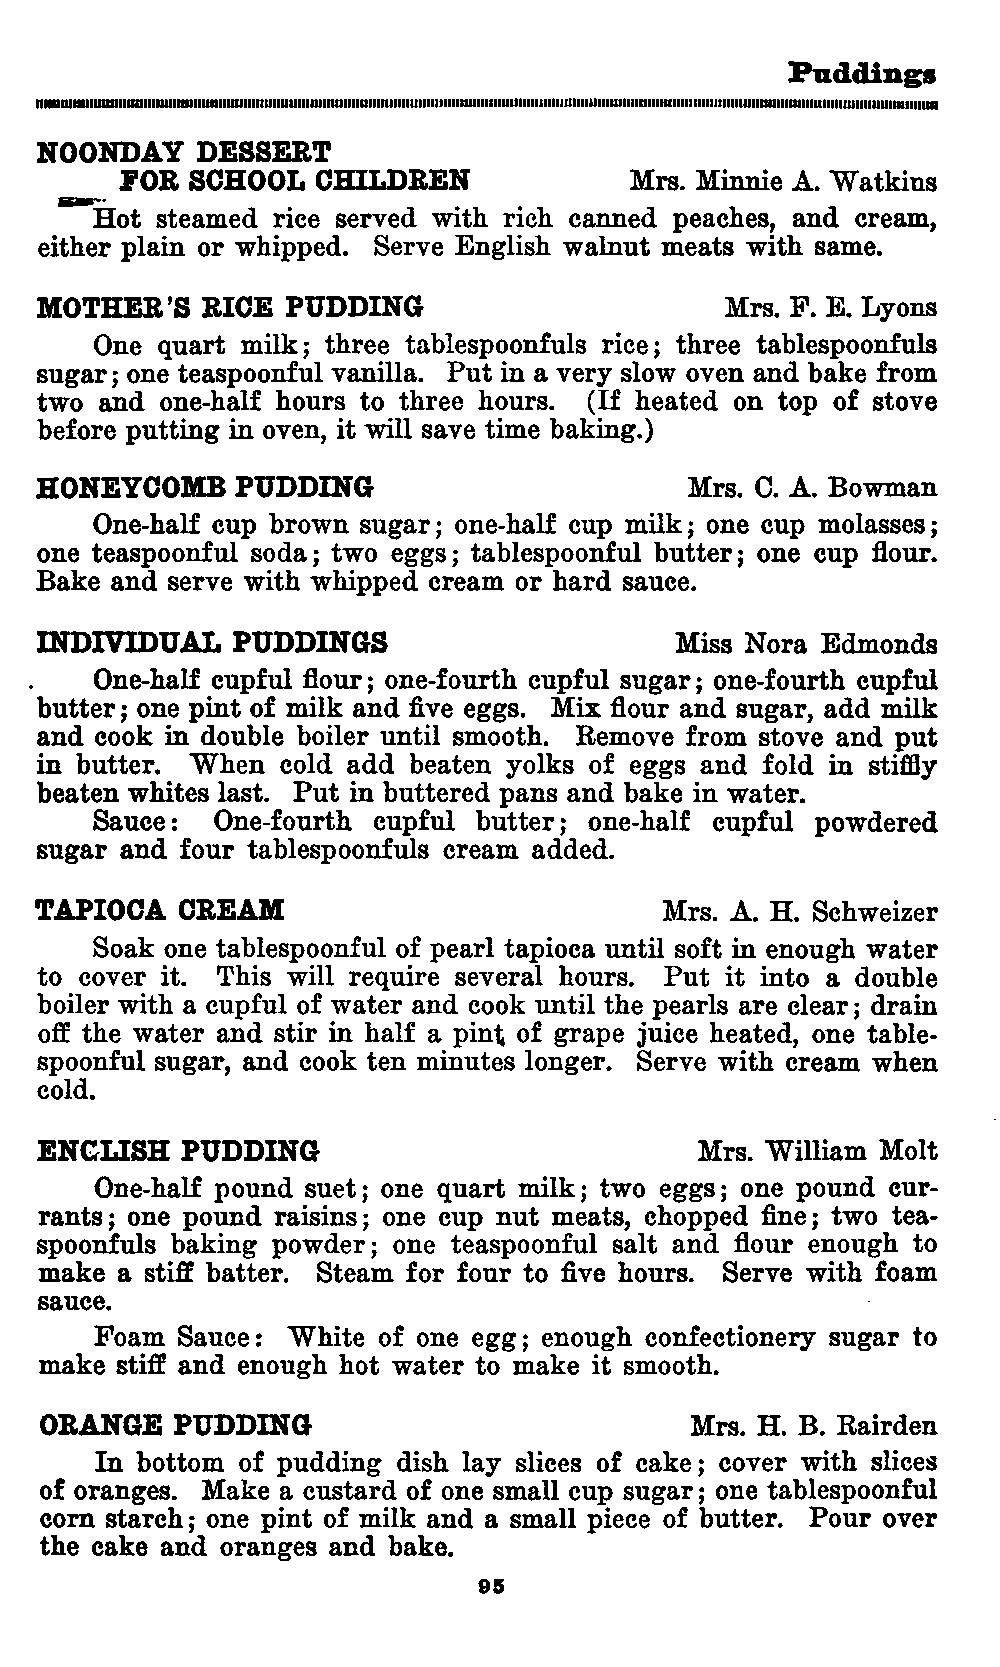 Puddings
NOONDAY DESSERT
FOR SCHOOL CHILDREN Mrs. Minnie A. Watkins
Hot steamed rice served with rich canned peaches, and cream,
either plain or whipped. Serve English walnut meats with same.
MOTHER'S RICE PUDDING Mrs. F. E. Lyons
One quart milk; three tablespoonfuls rice; three tablespoonfuls
sugar; one teaspoonful vanilla. Put in a very slow oven and bake from
two and one-half hours to three hours. (If heated on top of stove
before putting in oven, it will save time baking.)
HONEYCOMB PUDDING Mrs. C. A. Bowman
One-half cup brown sugar; one-half cup milk; one cup molasses;
one teaspoonful soda; two eggs; tablespoonful butter; one cup flour.
Bake and serve with whipped cream or hard sauce.
INDIVIDUAL PUDDINGS Miss Nora Edmonds
One-half cupful flour; one-fourth cupful sugar; one-fourth cupful
butter; one pint of milk and five eggs. Mix flour and sugar, add milk
and cook in double boiler until smooth. Remove from stove and put
in butter. When cold add beaten yolks of eggs and fold in stiffly
beaten whites last. Put in buttered pans and bake in water.
Sauce: One-fourth cupful butter; one-half cupful powdered
sugar and four tablespoonfuls cream added.
TAPIOCA CREAM Mrs. A. H. Schweizer
Soak one tablespoonful of pearl tapioca until soft in enough water
to cover it. This will require several hours. Put it into a double
boiler with a cupful of water and cook until the pearls are clear; drain
off the water and stir in half a pint of grape juice heated, one table-
spoonful sugar, and cook ten minutes longer. Serve with cream when
cold.
ENGLISH PUDDING Mrs. William Molt
One-half pound suet; one quart milk; two eggs; one pound cur-
rants; one pound raisins; one cup nut meats, chopped fine; two tea-
spoonfuls baking powder; one teaspoonful salt and flour enough to
make a stiff batter. Steam for four to five hours. Serve with foam
sauce.
Foam Sauce: White of one egg; enough confectionery sugar to
make stiff and enough hot water to make it smooth.
ORANGE PUDDING Mrs. H. B. Rairden
In bottom of pudding dish lay slices of cake; cover with slices
of oranges. Make a custard of one small cup sugar; one tablespoonful
corn starch; one pint of milk and a small piece of butter. Pour over
the cake and oranges and bake.
95